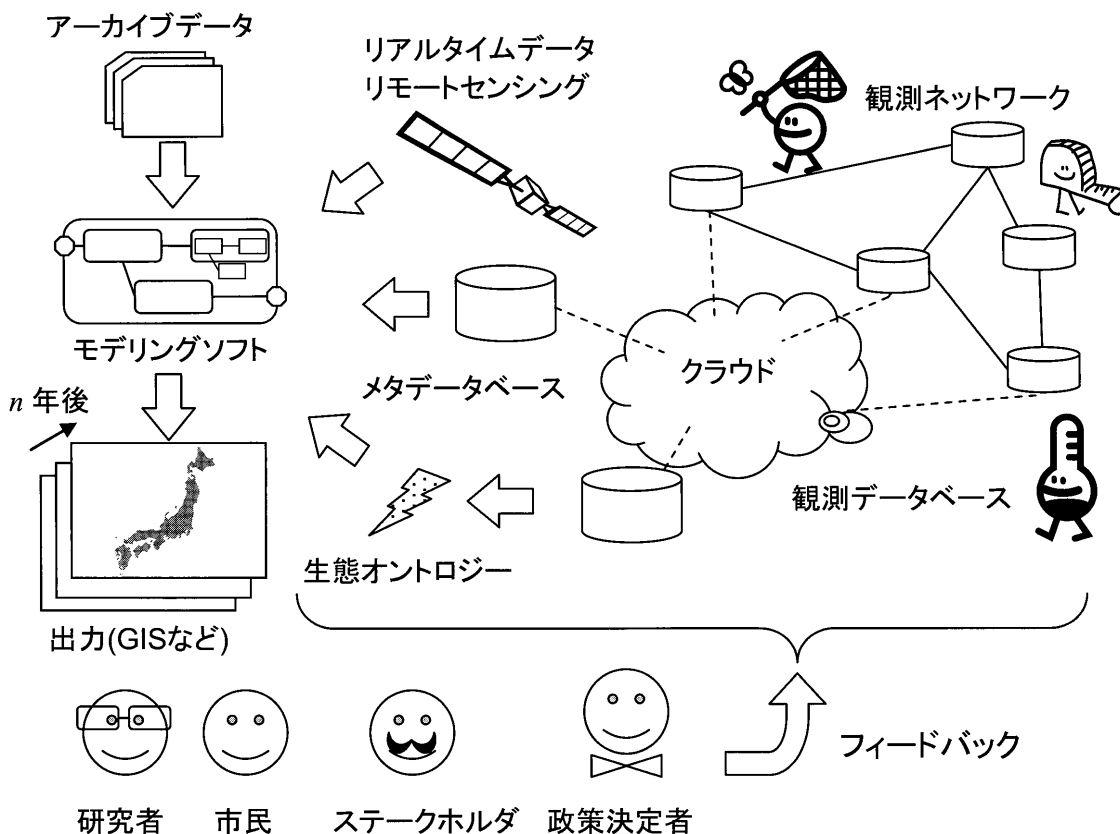 アーカイブデータ
リアルタイムデータ
リモートセンシング
観測ネットワーク
モデリングソフト
メタデータベース
クラウド
n 年後
観測データベース
生態オントロジー
出力(GISなど)
フィードバック
研究者
市民
ステークホルダ
政策決定者